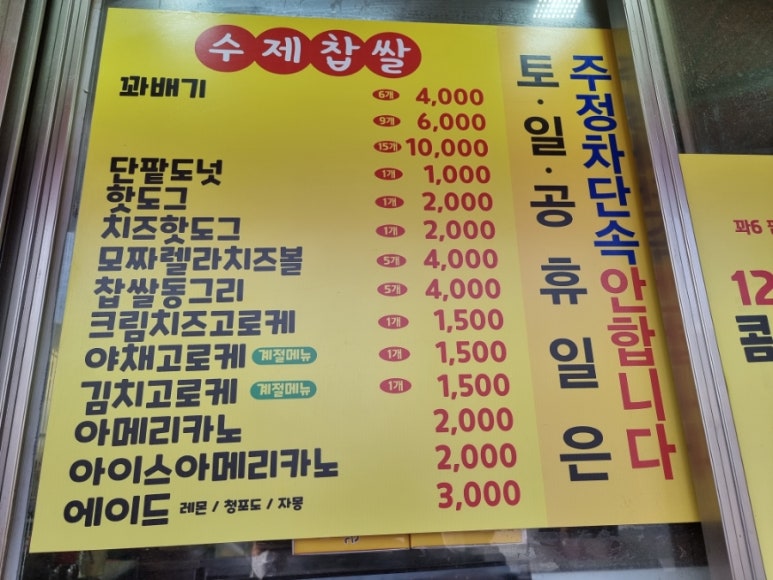 수제찹쌀
꽈배기 6개 4,000
9개 6,000
15개 10,000
단팥도넛 1개 1,000
핫도그 1개 2,000
치즈핫도그 1개 2,000
모짜렐라치즈볼 5개 4,000
찹쌀동그리 5개 4,000
크림치즈고로케 1개 1,500
야채고로케 계절메뉴 1개 1,500
김치고로케 계절메뉴 1개 1,500
아메리카노 2,000
아이스아메리카노 2,000
에이드 레몬 / 청포도 / 자몽 3,000
토·일·공휴일은
주정차단속안합니다
꽈6
12
콤